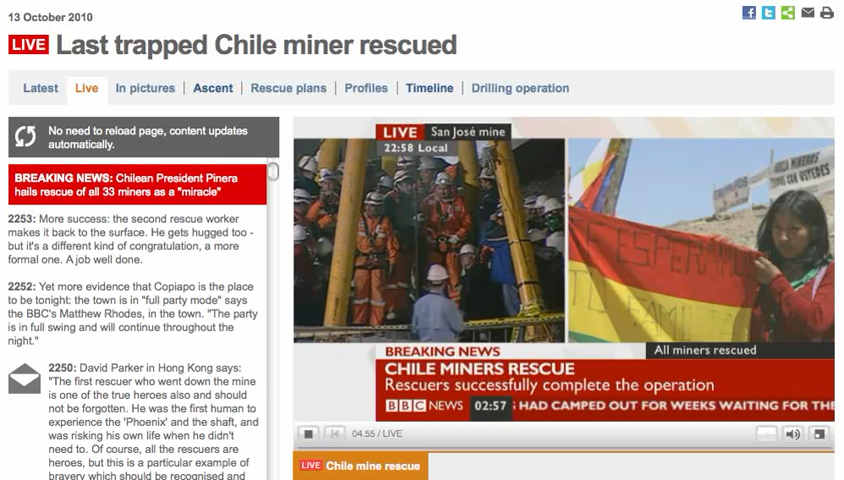 13 October 2010
LIVE Last trapped Chile miner rescued
Latest Live In pictures Ascent Rescue plans Profiles Timeline Drilling operation
No need to reload page, content updates
automatically.
BREAKING NEWS: Chilean President Pinera
hails rescue of all 33 miners as a "miracle"
2253: More success: the second rescue worker
makes it back to the surface. He gets hugged too -
but it's a different kind of congratulation, a more
formal one. A job well done.
2252: Yet more evidence that Copiapo is the place
to be tonight: the town is in "full party mode" says
the BBC's Matthew Rhodes, in the town. "The party
is in full swing and will continue throughout the
night."
2250: David Parker in Hong Kong says:
"The first rescuer who went down the mine
is one of the true heroes also and should
not be forgotten. He was the first human to
experience the 'Phoenix' and the shaft, and
was risking his own life when he didn't
need to. Of course, all the rescuers are
heroes, but this is a particular example of
bravery which should be recognised and
LIVE San José mine
22:58 Local
MINEROS
CON USTEDES
ESPERA
TO FAMILIA
All miners rescued
BREAKING NEWS
CHILE MINERS RESCUE
Rescuers successfully complete the operation
BBC NEWS 02:57 HAD CAMPED OUT FOR WEEKS WAITING FOR THE
04.55 / LIVE
LIVE Chile mine rescue